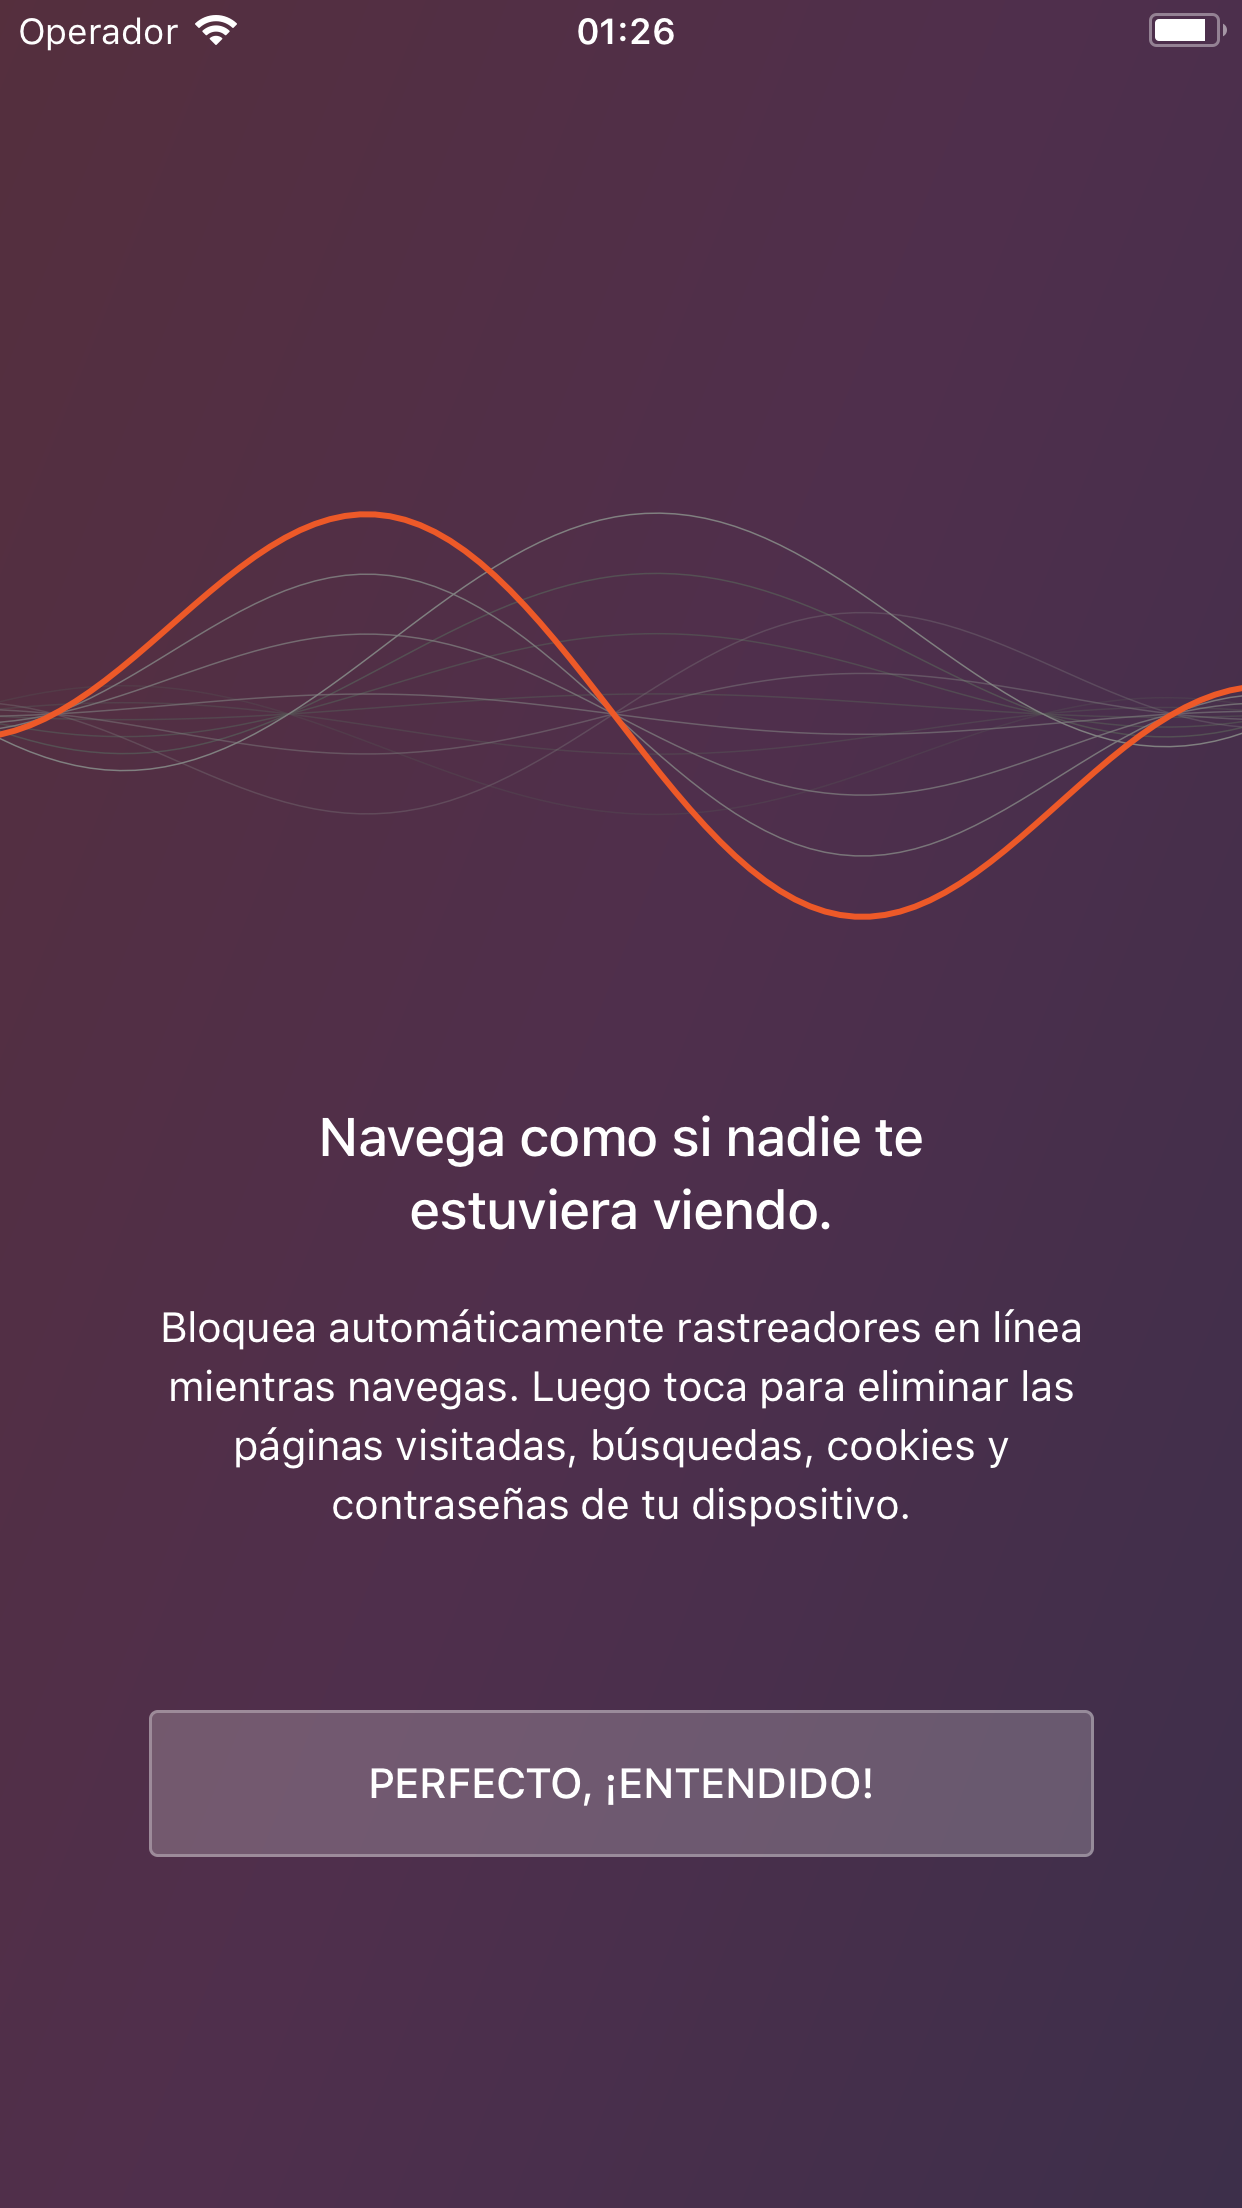 Operador
01:26
Navega como si nadie te
estuviera viendo.
Bloquea automáticamente rastreadores en línea
mientras navegas. Luego toca para eliminar las
páginas visitadas, búsquedas, cookies y
contraseñas de tu dispositivo.
PERFECTO, ¡ENTENDIDO!